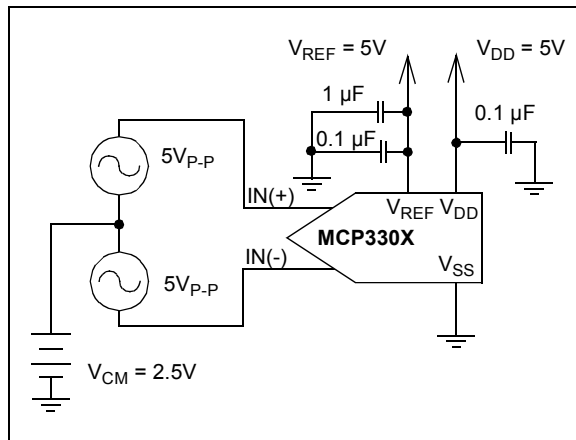 V_REF = 5V
V_DD = 5V
1 µF
0.1 µF
0.1 µF
5V_P-P
IN(+)
V_REF V_DD
MCP330X
V_SS
IN(-)
5V_P-P
V_CM = 2.5V